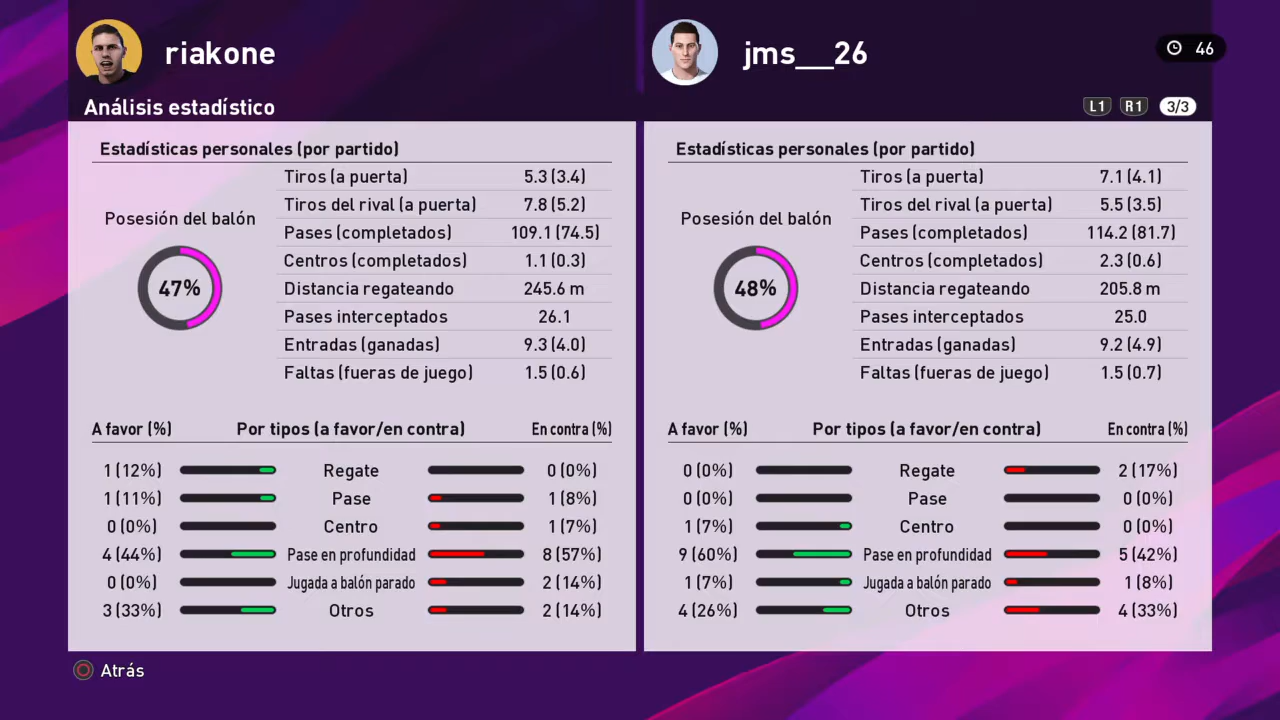 riakone
jms__26
46
Análisis estadístico
L1 R1 3/3
Estadísticas personales (por partido)
Posesión del balón
47%
Tiros (a puerta) 5.3 (3.4)
Tiros del rival (a puerta) 7.8 (5.2)
Pases (completados) 109.1 (74.5)
Centros (completados) 1.1 (0.3)
Distancia regateando 245.6 m
Pases interceptados 26.1
Entradas (ganadas) 9.3 (4.0)
Faltas (fueras de juego) 1.5 (0.6)
A favor (%) Por tipos (a favor/en contra) En contra (%)
1 (12%) Regate 0 (0%)
1 (11%) Pase 1 (8%)
0 (0%) Centro 1 (7%)
4 (44%) Pase en profundidad 8 (57%)
0 (0%) Jugada a balón parado 2 (14%)
3 (33%) Otros 2 (14%)
Estadísticas personales (por partido)
Posesión del balón
48%
Tiros (a puerta) 7.1 (4.1)
Tiros del rival (a puerta) 5.5 (3.5)
Pases (completados) 114.2 (81.7)
Centros (completados) 2.3 (0.6)
Distancia regateando 205.8 m
Pases interceptados 25.0
Entradas (ganadas) 9.2 (4.9)
Faltas (fueras de juego) 1.5 (0.7)
A favor (%) Por tipos (a favor/en contra) En contra (%)
0 (0%) Regate 2 (17%)
0 (0%) Pase 0 (0%)
1 (7%) Centro 0 (0%)
9 (60%) Pase en profundidad 5 (42%)
1 (7%) Jugada a balón parado 1 (8%)
4 (26%) Otros 4 (33%)
Atrás